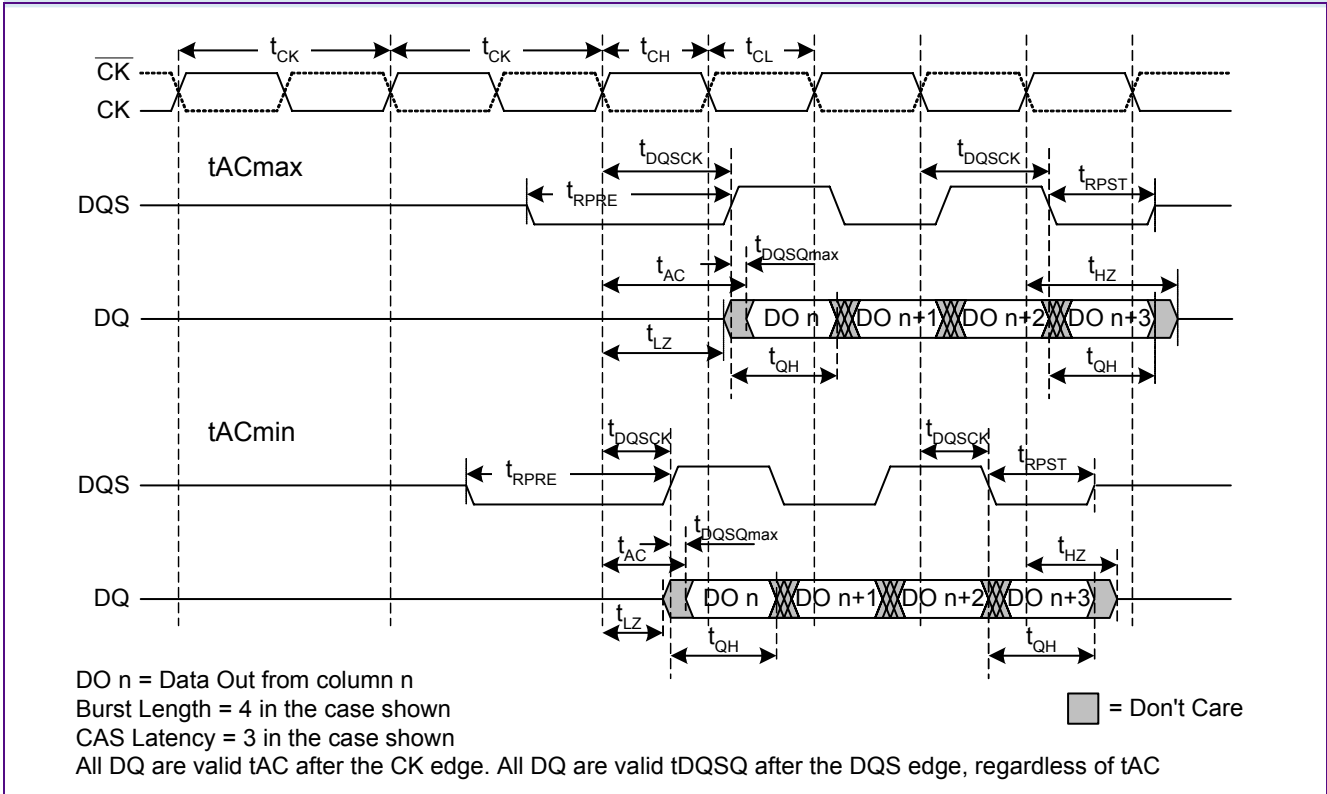 tCK tCK tCH tCL
CK
CK
tACmax
tDQSCK tDQSCK
tRPRE tRPST
DQS
tDQSQmax
tAC tHZ
DQ DO n DO n+1 DO n+2 DO n+3
tLZ
tQH tQH
tACmin
tDQSCK tDQSCK
tRPRE tRPST
DQS
tDQSQmax
tAC tHZ
DQ DO n DO n+1 DO n+2 DO n+3
tLZ
tQH tQH
DO n = Data Out from column n
Burst Length = 4 in the case shown
= Don't Care
CAS Latency = 3 in the case shown
All DQ are valid tAC after the CK edge. All DQ are valid tDQSQ after the DQS edge, regardless of tAC